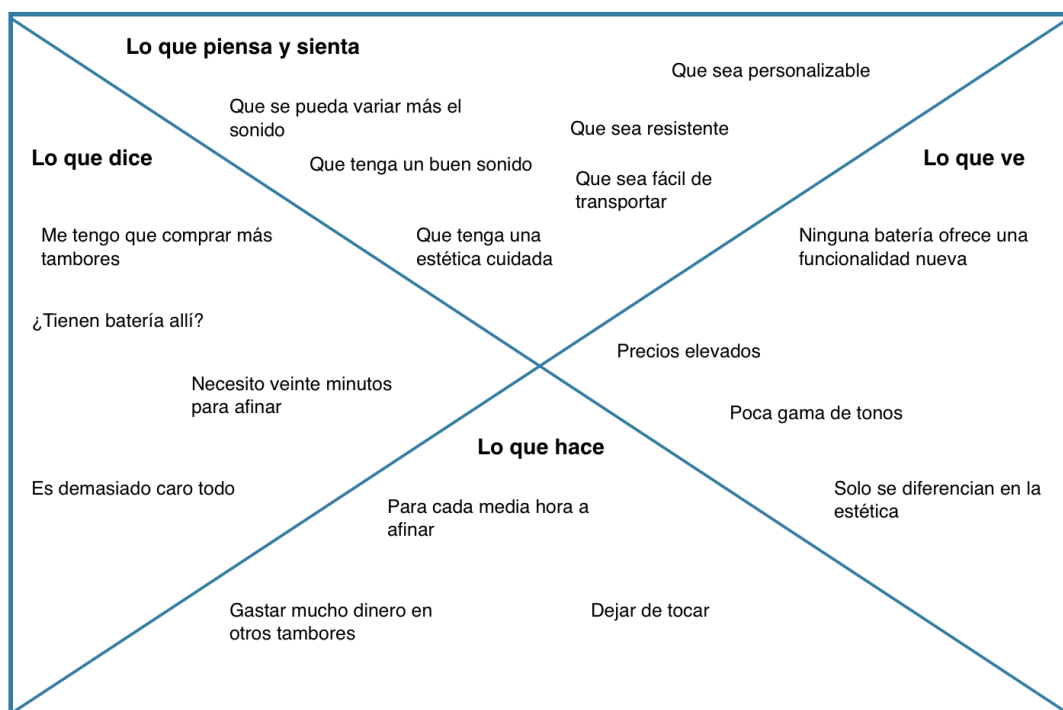 Lo que piensa y sienta
Que sea personalizable
Que se pueda variar más el
sonido
Que sea resistente
Que tenga un buen sonido
Que sea fácil de
transportar
Que tenga una
estética cuidada
Lo que dice
Me tengo que comprar más
tambores
¿Tienen batería allí?
Necesito veinte minutos
para afinar
Es demasiado caro todo
Lo que ve
Ninguna batería ofrece una
funcionalidad nueva
Precios elevados
Poca gama de tonos
Solo se diferencian en la
estética
Lo que hace
Para cada media hora a
afinar
Gastar mucho dinero en
otros tambores
Dejar de tocar